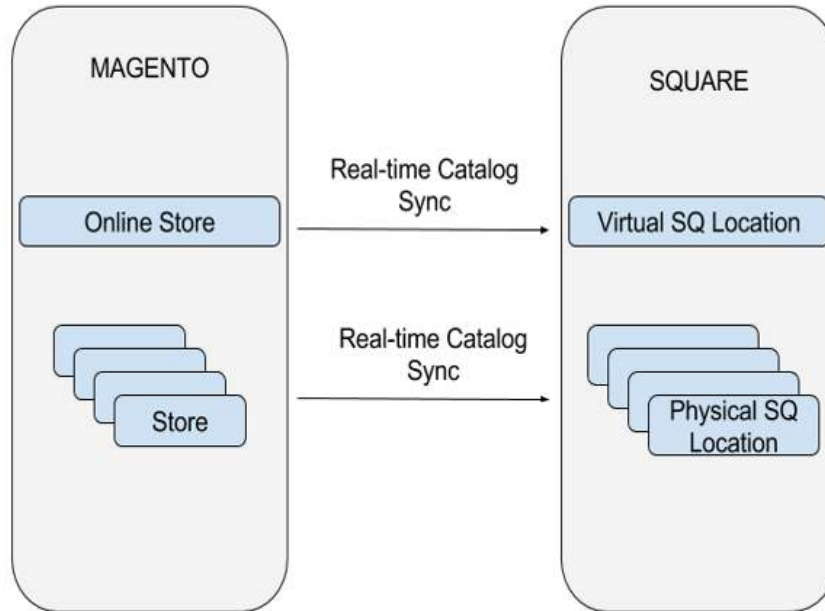 MAGENTO
SQUARE
Real-time Catalog
Sync
Online Store
Virtual SQ Location
Real-time Catalog
Sync
Store
Physical SQ
Location